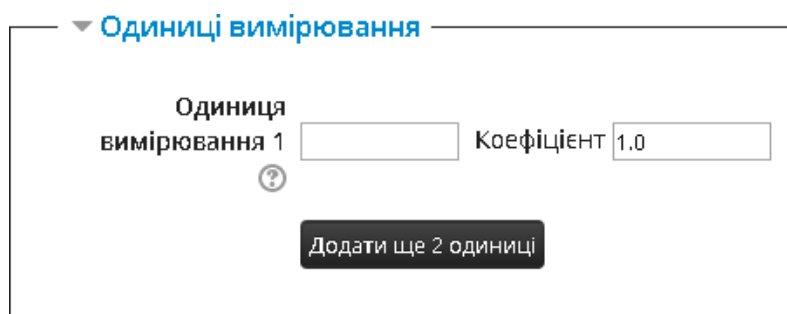 Одиниці вимірювання
Одиниця
вимірювання 1
Коефіцієнт 1.0
?
Додати ще 2 одиниці